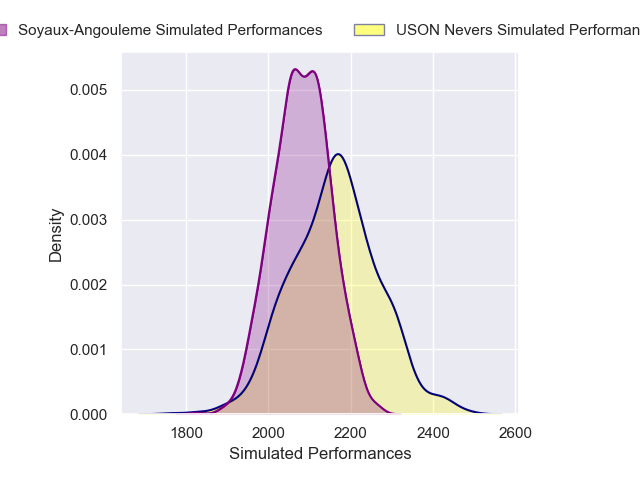 Soyaux-Angouleme Simulated Performances
USON Nevers Simulated Performan
0.005
0.004
0.003
0.002
0.001
0.000
Density
1800 2000 2200 2400 2600
Simulated Performances